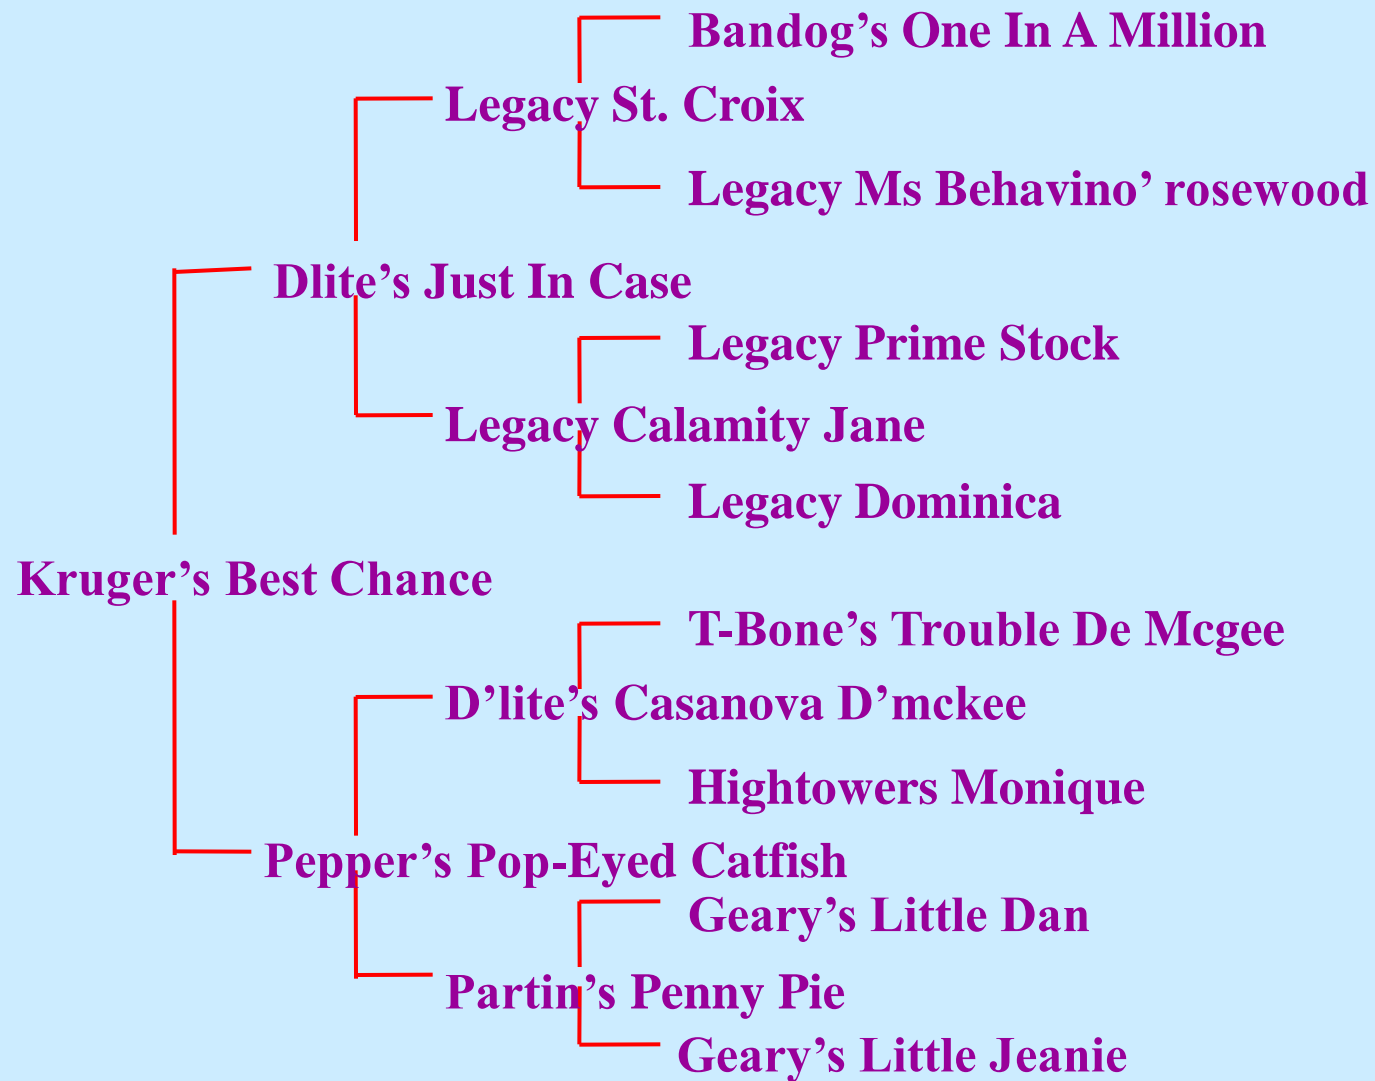 Bandog’s One In A Million
Legacy St. Croix
Legacy Ms Behavino’ rosewood
Dlite’s Just In Case
Legacy Prime Stock
Legacy Calamity Jane
Legacy Dominica
Kruger’s Best Chance
T-Bone’s Trouble De Mcgee
D’lite’s Casanova D’mckee
Hightowers Monique
Pepper’s Pop-Eyed Catfish
Geary’s Little Dan
Partin’s Penny Pie
Geary’s Little Jeanie